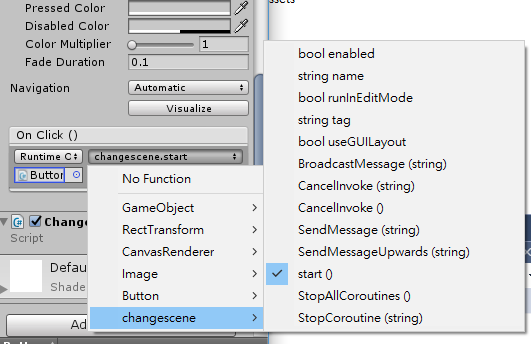 ssets
Pressed Color
Disabled Color
Color Multiplier
1
Fade Duration
0.1
Navigation
Automatic
Visualize
On Click ()
Runtime C
changescene.start
Button
No Function
GameObject
RectTransform
CanvasRenderer
Image
Button
changescene
bool enabled
string name
bool runInEditMode
string tag
bool useGUILayout
BroadcastMessage (string)
CancelInvoke (string)
CancelInvoke ()
SendMessage (string)
SendMessageUpwards (string)
start ()
StopAllCoroutines ()
StopCoroutine (string)
Chang
Script
Defau
Shade
Ad